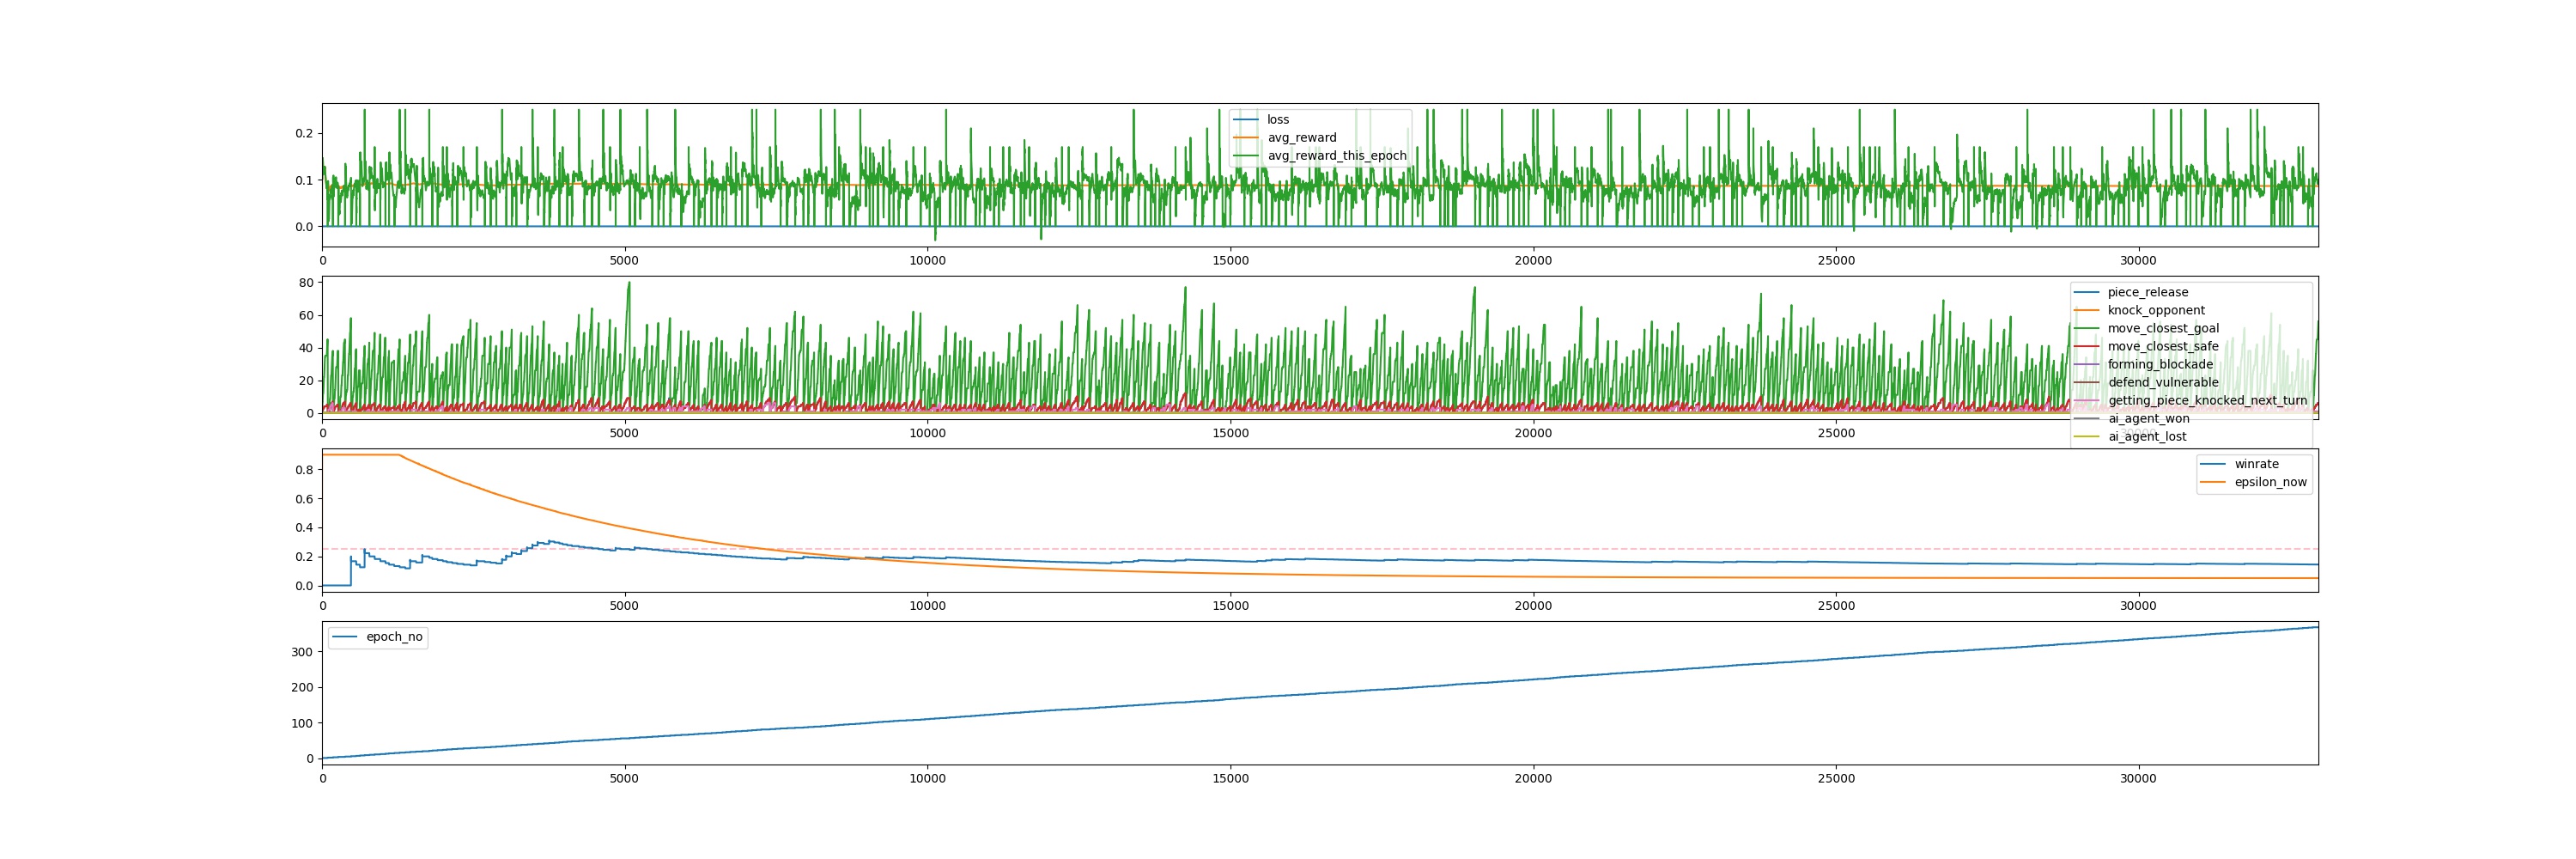 loss
avg_reward
avg_reward_this_epoch
0.2
0.1
0.0
0 5000 10000 15000 20000 25000 30000
piece_release
knock_opponent
move_closest_goal
move_closest_safe
forming_blockade
defend_vulnerable
getting_piece_knocked_next_turn
ai_agent_won
ai_agent_lost
80
60
40
20
0
0 5000 10000 15000 20000 25000 30000
winrate
epsilon_now
0.8
0.6
0.4
0.2
0.0
0 5000 10000 15000 20000 25000 30000
epoch_no
300
200
100
0
0 5000 10000 15000 20000 25000 30000